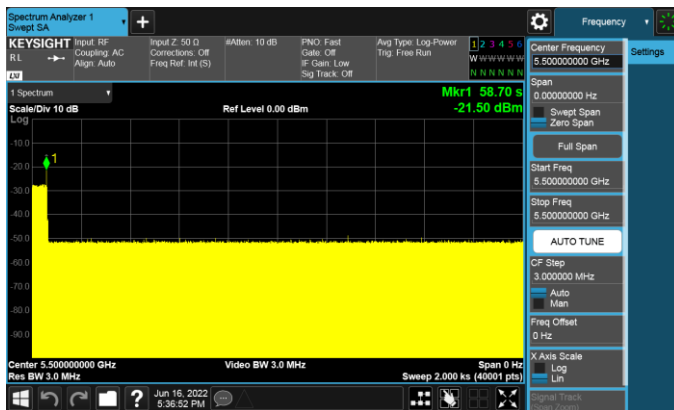 Spectrum Analyzer 1
Swept SA
Frequency
KEYSIGHT
RL
LXI
Input: RF
Coupling: AC
Align: Auto
Input Z: 50 Ω
Corrections: Off
Freq Ref: Int (S)
#Atten: 10 dB
PNO: Fast
Gate: Off
IF Gain: Low
Sig Track: Off
Avg Type: Log-Power
Trig: Free Run
1 2 3 4 5 6
W W W W W W
N N N N N N
1 Spectrum
Scale/Div 10 dB
Log
Ref Level 0.00 dBm
Mkr1 58.70 s
-21.50 dBm
1
-10.0
-20.0
-30.0
-40.0
-50.0
-60.0
-70.0
-80.0
-90.0
Center 5.500000000 GHz
Res BW 3.0 MHz
Video BW 3.0 MHz
Span 0 Hz
Sweep 2.000 ks (40001 pts)
Jun 16, 2022
5:36:52 PM
?
Center Frequency
5.500000000 GHz
Settings
Span
0.00000000 Hz
Swept Span
Zero Span
Full Span
Start Freq
5.500000000 GHz
Stop Freq
5.500000000 GHz
AUTO TUNE
CF Step
3.000000 MHz
Auto
Man
Freq Offset
0 Hz
X Axis Scale
Log
Lin
Signal Track
(Span Zoom)